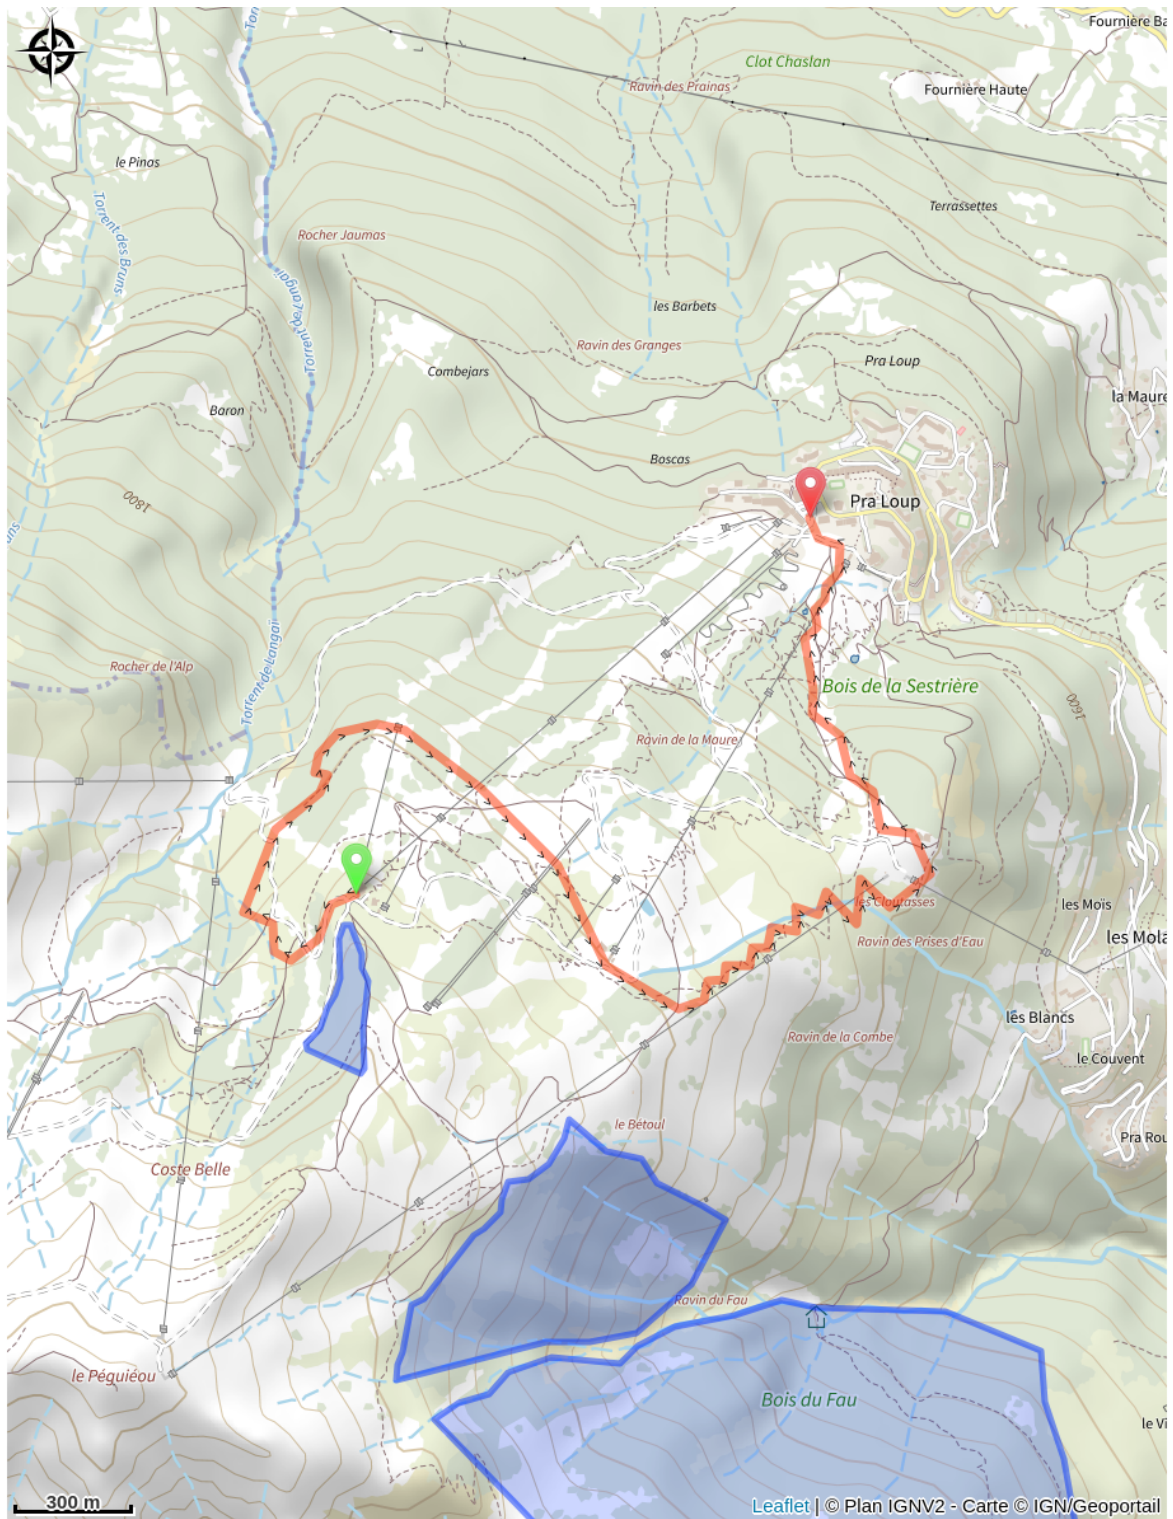 Fournière Ba
Clot Chaslan
Ravin des Prainas
Fournière Haute
le Pinas
Torrent des Bruns
Terrassettes
Rocher Jaumas
Torrent de Langaï
les Barbets
Ravin des Granges
Pra Loup
Combejars
la Maure
Baron
Boscas
1800
Pra Loup
Torrent de Langaï
Rocher de l'Alp
Bois de la Sestrière
1600
Ravin de la Maure
les Cloutasses
les Moïs
Ravin des Prises d'Eau
les Mola
les Blancs
Ravin de la Combe
le Couvent
le Bétoul
Pra Rou
Coste Belle
Ravin du Fau
le Péguiéou
Bois du Fau
le Vi
300 m
Leaflet | © Plan IGNV2 - Carte © IGN/Geoportail